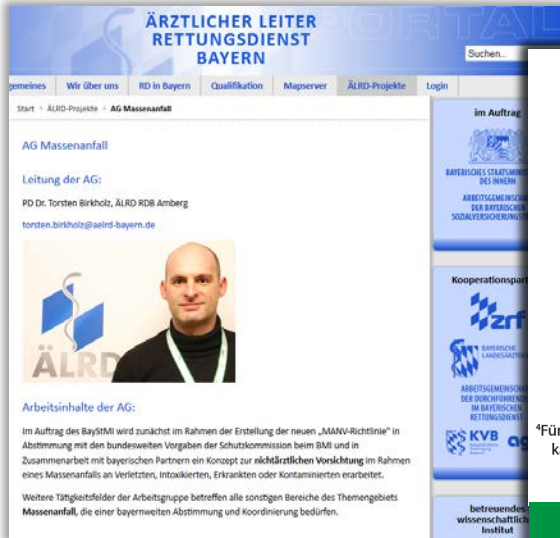 ÄRZTLICHER LEITER
RETTUNGSDIENST
BAYERN
PORTAL
Suchen...
Wir über uns
RD in Bayern
Qualifikation
Mapserver
ÄLRD-Projekte
Login
Start
ÄLRD-Projekte
AG Massenanfall
AG Massenanfall
Leitung der AG:
PD Dr. Torsten Birkholz, ÄLRD RDB Amberg
torsten.birkholz@aelrd-bayern.de
ÄLRD
Arbeitsinhalte der AG:
Im Auftrag des BayStMI wird zunächst im Rahmen der Erstellung der neuen „MANV-Richtlinie" in
Abstimmung mit den bundesweiten Vorgaben der Schutzkommission beim BMI und in
Zusammenarbeit mit bayerischen Partnern ein Konzept zur nichtärztlichen Vorsichtung im Rahmen
eines Massenanfalls an Verletzten, Intoxikierten, Erkrankten oder Kontaminierten erarbeitet.
Weitere Tätigkeitsfelder der Arbeitsgruppe betreffen alle sonstigen Bereiche des Themengebiets
Massenanfall, die einer bayernweiten Abstimmung und Koordinierung bedürfen.
im Auftrag
BAYERISCHES
DES INNERN
DER BAYERISCHEN
Kooperationspart
zrf
BAYERISCHE
DER DURCHFÜHRENDE
IM BAYERISCHEN
RETTUNGSDIENST
KVB
betreuendes
wissenschaftlich
Institut
⁴Für
k